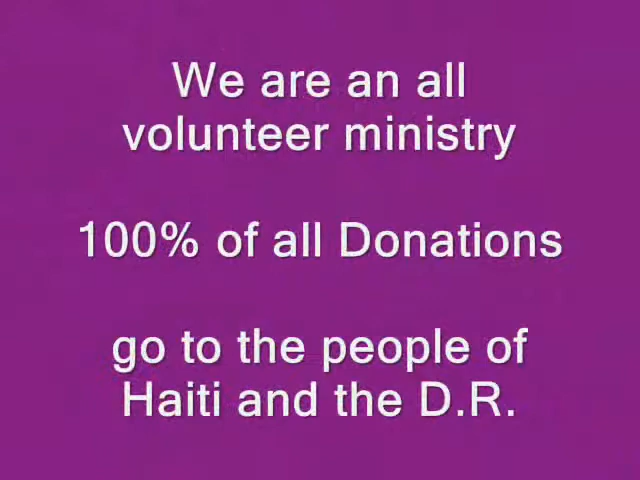 We are an all
volunteer ministry
100% of all Donations
go to the people of
Haiti and the D.R.